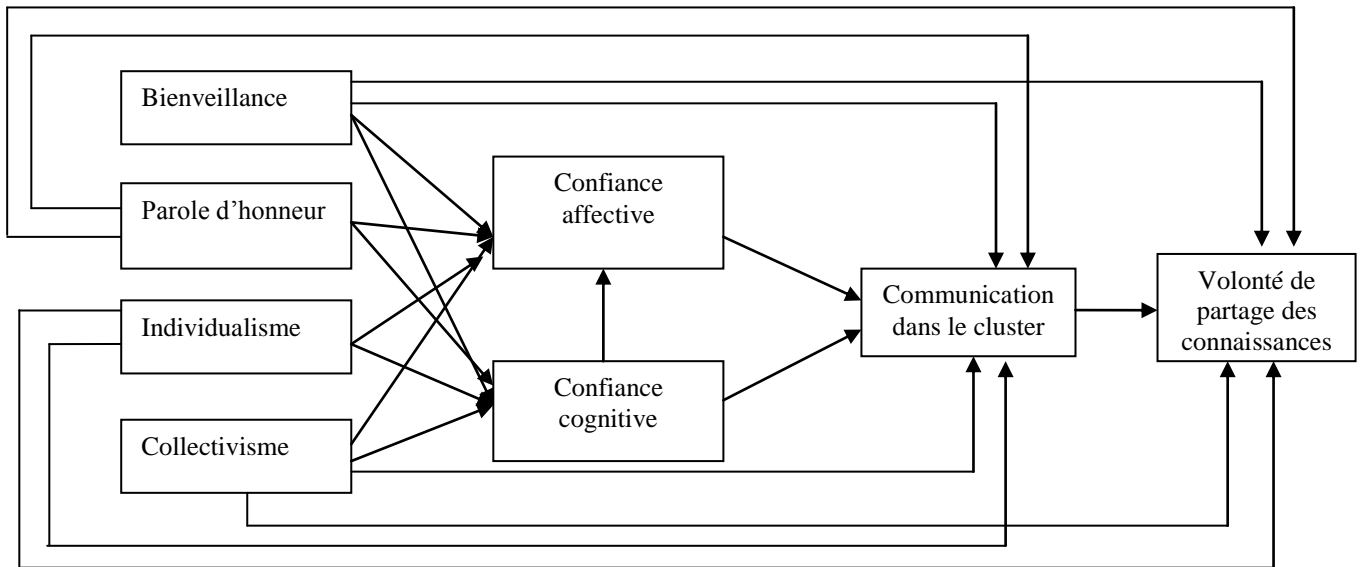 Bienveillance
Parole d’honneur
Individualisme
Collectivisme
Confiance
affective
Confiance
cognitive
Communication
dans le cluster
Volonté de
partage des
connaissances